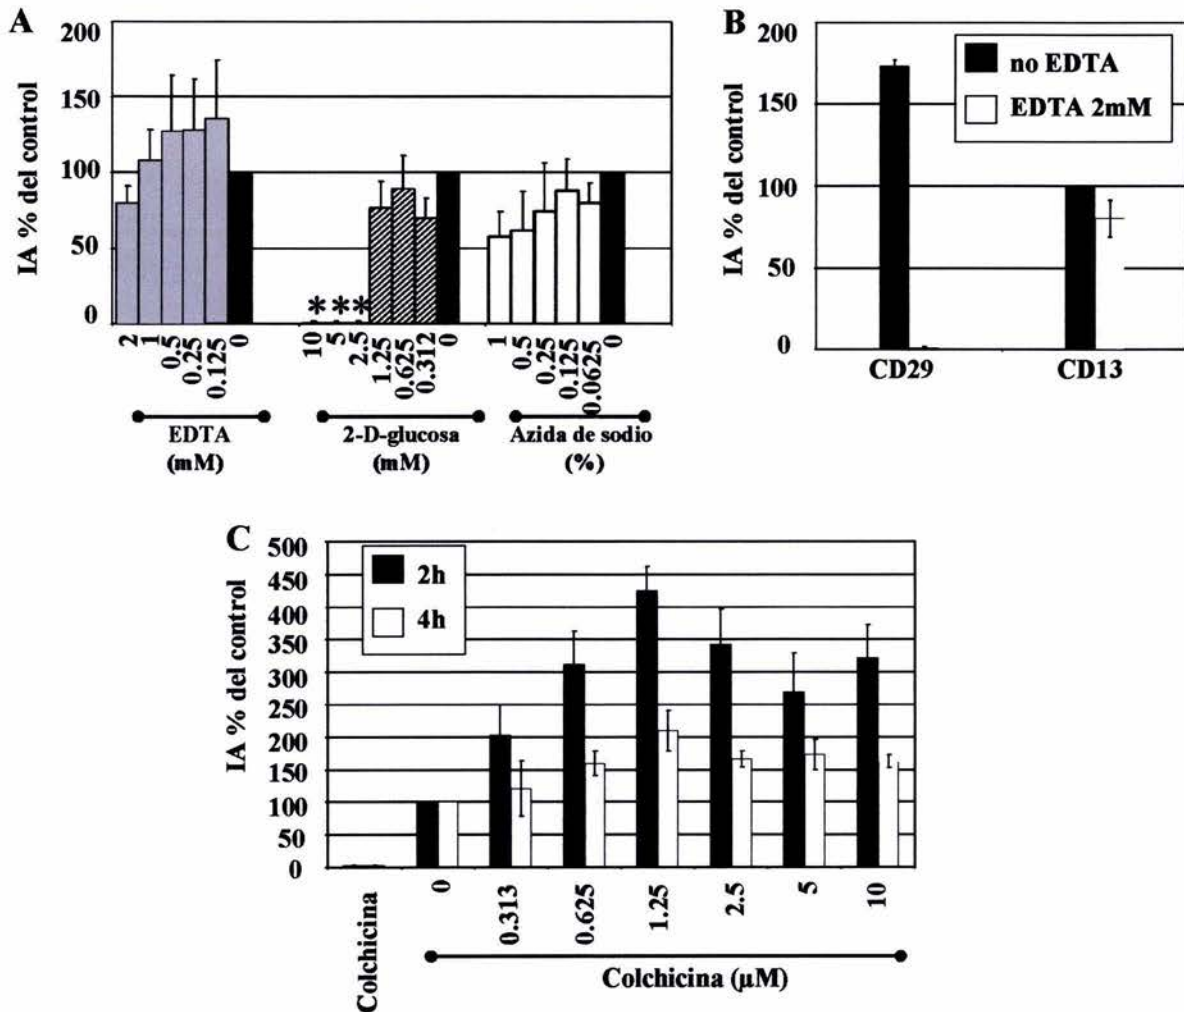 A
IA % del control
200
150
100
50
0
* * *
2
1
0.5
0.25
0.125
0
10
5
2.5
1.25
0.625
0.312
0
1
0.5
0.25
0.125
0.0625
0
EDTA
(mM)
2-D-glucosa
(mM)
Azida de sodio
(%)
B
IA % del control
200
150
100
50
0
no EDTA
EDTA 2mM
CD29
CD13
C
IA % del control
500
450
400
350
300
250
200
150
100
50
0
2h
4h
Colchicina
0
0.313
0.625
1.25
2.5
5
10
Colchicina (µM)